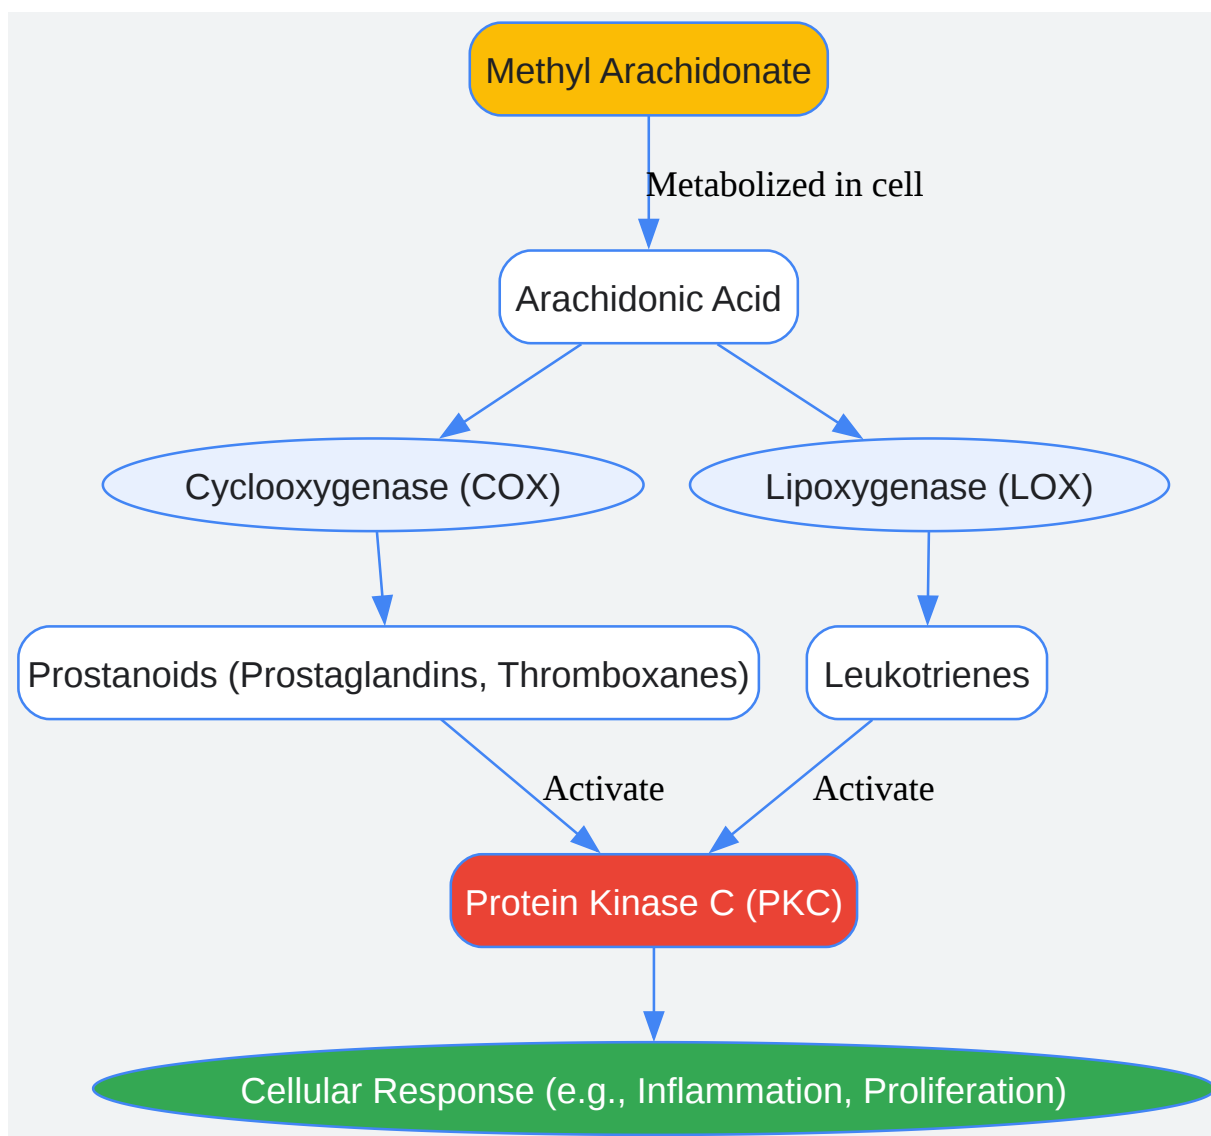 Methyl Arachidonate
Metabolized in cell
Arachidonic Acid
Cyclooxygenase (COX)
Lipoxygenase (LOX)
Prostanoids (Prostaglandins, Thromboxanes)
Leukotrienes
Activate
Activate
Protein Kinase C (PKC)
Cellular Response (e.g., Inflammation, Proliferation)